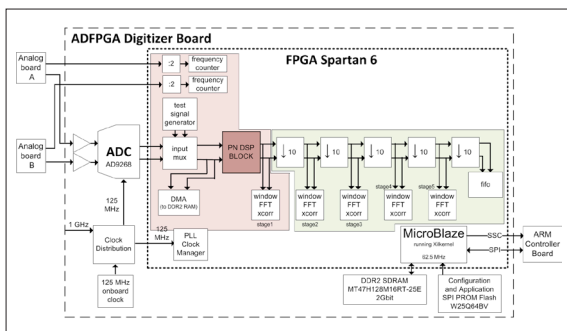 ADFPGA Digitizer Board
FPGA Spartan 6
Analog
board
A
Analog
board
B
:2
frequency
counter
:2
frequency
counter
test
signal
generator
ADC
AD9268
input
mux
PN DSP
BLOCK
↓ 10
↓ 10
↓ 10
↓ 10
↓ 10
DMA
(to DDR2 RAM)
window
FFT
xcorr
stage1
window
FFT
xcorr
stage2
window
FFT
xcorr
stage3
stage4
window
FFT
xcorr
stage5
window
FFT
xcorr
fifo
125
MHz
1 GHz
Clock
Distribution
125
MHz
PLL
Clock
Manager
125 MHz
onboard
clock
MicroBlaze
running Xilkernel
82.5 MHz
SSC
SPI
ARM
Controller
Board
DDR2 SDRAM
MT47H128M16RT-25E
2Gbit
Configuration
and Application
SPI PROM Flash
W25Q64BV